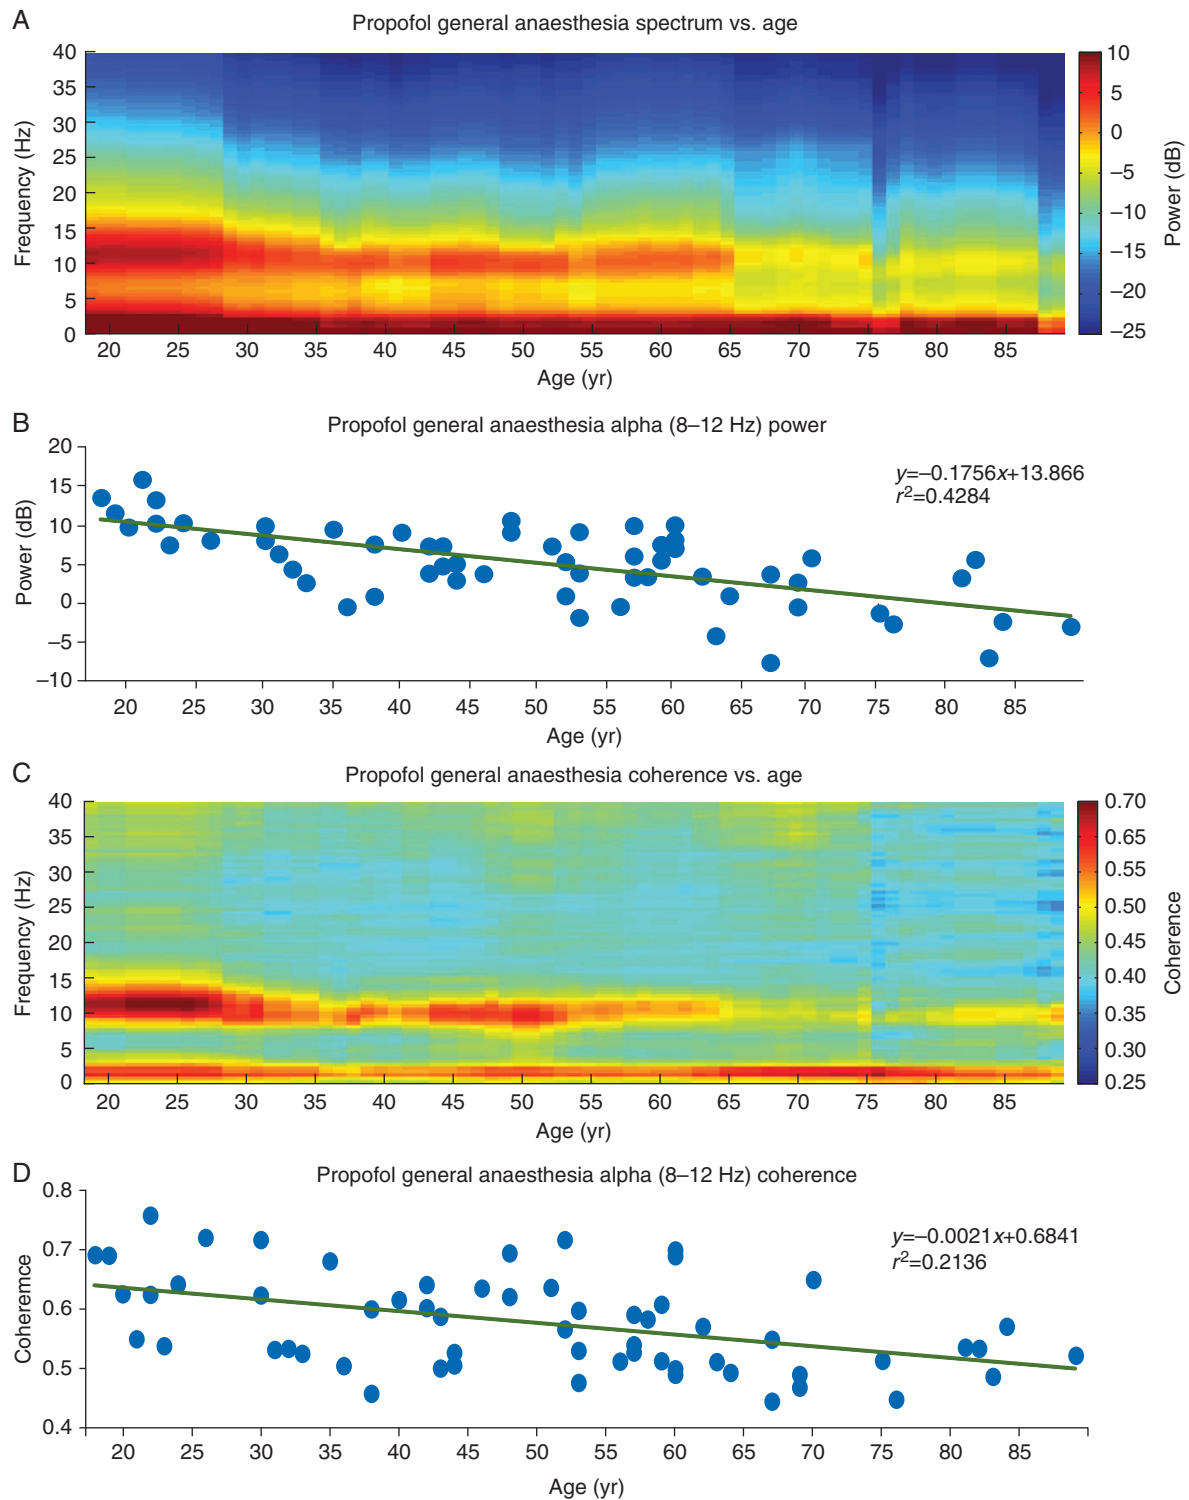 A
Propofol general anaesthesia spectrum vs. age
40
35
30
25
20
15
10
5
0
Frequency (Hz)
20 25 30 35 40 45 50 55 60 65 70 75 80 85
Age (yr)
10
5
0
–5
–10
–15
–20
–25
Power (dB)
B
Propofol general anaesthesia alpha (8–12 Hz) power
20
15
10
5
0
–5
–10
Power (dB)
y=–0.1756x+13.866
r2=0.4284
20 25 30 35 40 45 50 55 60 65 70 75 80 85
Age (yr)
C
Propofol general anaesthesia coherence vs. age
40
35
30
25
20
15
10
5
0
Frequency (Hz)
20 25 30 35 40 45 50 55 60 65 70 75 80 85
Age (yr)
0.70
0.65
0.55
0.50
0.45
0.40
0.35
0.30
0.25
Coherence
D
Propofol general anaesthesia alpha (8–12 Hz) coherence
0.8
0.7
0.6
0.5
0.4
Coheremce
y=–0.0021x+0.6841
r2=0.2136
20 25 30 35 40 45 50 55 60 65 70 75 80 85
Age (yr)